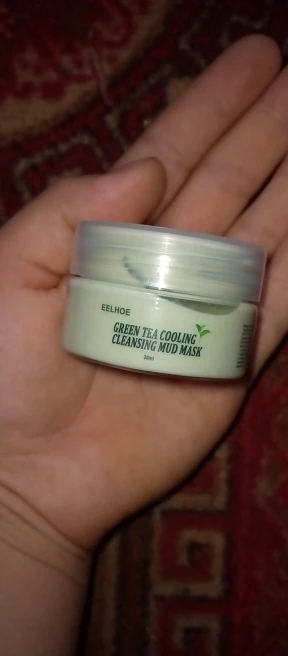 EELHOE
GREEN TEA COOLING
CLEANSING MUD MASK